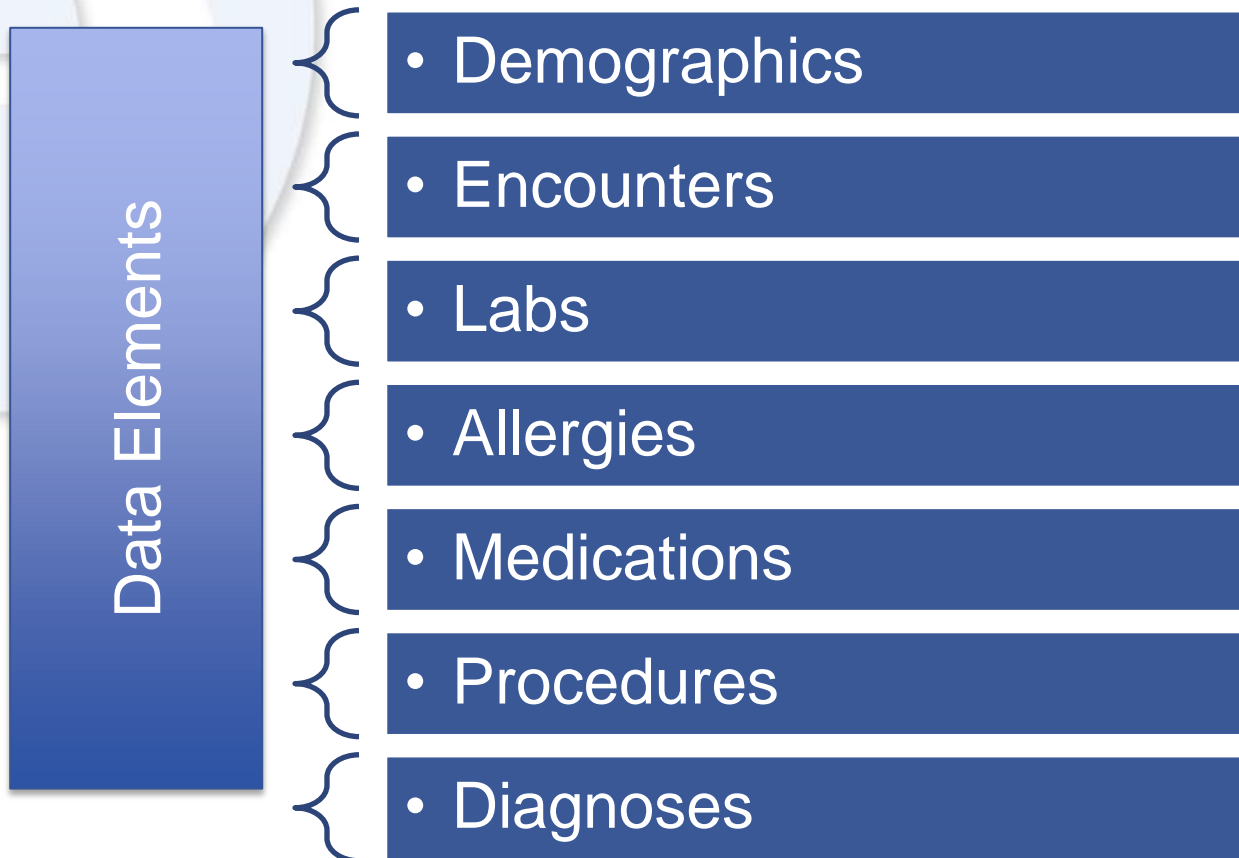 Data Elements
• Demographics
• Encounters
• Labs
• Allergies
• Medications
• Procedures
• Diagnoses